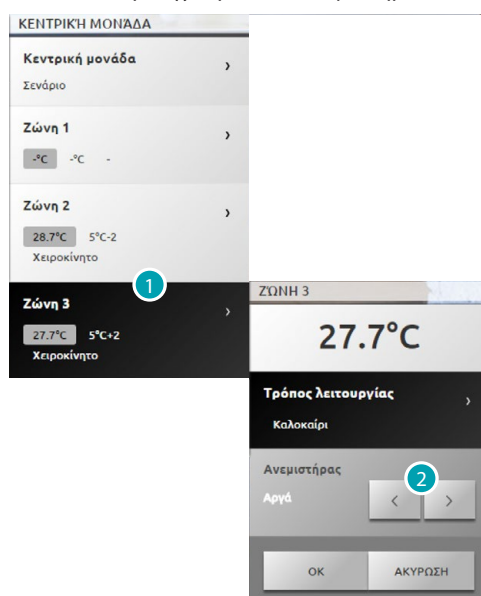 ΚΕΝΤΡΙΚΉ ΜΟΝΆΔΑ
Κεντρική μονάδα
Σενάριο
Ζώνη 1
-°C -°C -
Ζώνη 2
28.7°C 5°C-2
Χειροκίνητο
1
Ζώνη 3
27.7°C 5°C+2
Χειροκίνητο
ΖΏΝΗ 3
27.7°C
Τρόπος λειτουργίας
Καλοκαίρι
Ανεμιστήρας
2
Αργά < >
OK ΑΚΥΡΩΣΗ